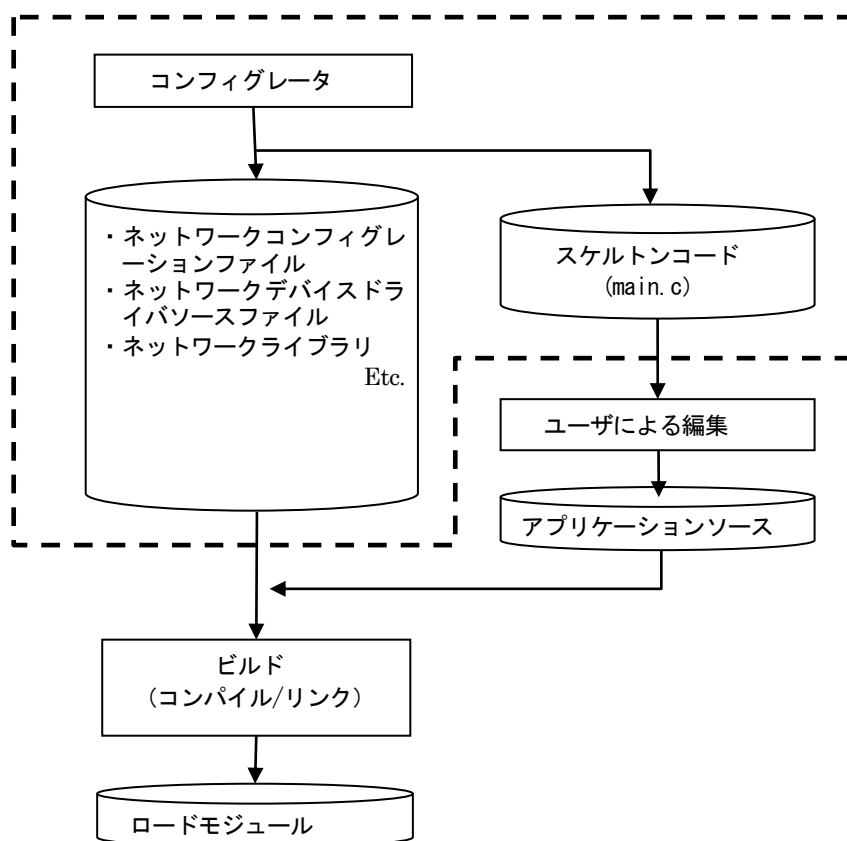 コンフィグレータ
・ネットワークコンフィグレ
ーションファイル
・ネットワークデバイスドラ
イバソースファイル
・ネットワークライブラリ
Etc.
スケルトンコード
(main.c)
ユーザによる編集
アプリケーションソース
ビルド
(コンパイル/リンク)
ロードモジュール